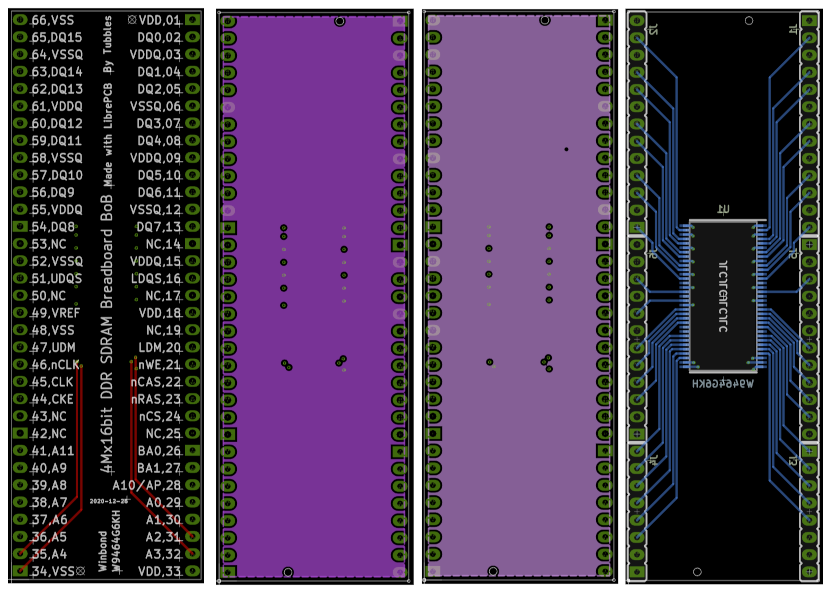 66,VSS VDD,01
65,DQ15 DQ0,02
64,VSSQ VDDQ,03
63,DQ14 DQ1,04
62,DQ13 DQ2,05
61,VDDQ VSSQ,06
60,DQ12 DQ3,07
59,DQ11 DQ4,08
58,VSSQ VDDQ,09
57,DQ10 DQ5,10
56,DQ9 DQ6,11
55,VDDQ VSSQ,12
54,DQ8 DQ7,13
53,NC NC,14
52,VSSQ VDDQ,15
51,UDQS LDQS,16
50,NC NC,17
49,VREF VDD,18
48,VSS NC,19
47,UDM LDM,20
46,nCLK nWE,21
45,CLK nCAS,22
44,CKE nRAS,23
43,NC nCS,24
42,NC NC,25
41,A11 BA0,26
40,A9 BA1,27
39,A8 A10/AP,28
38,A7 A0,29
37,A6 A1,30
36,A5 A2,31
35,A4 A3,32
34,VSS VDD,33
4Mx16bit DDR SDRAM Breadboard BoB
Made with LibrePCB By Tubbles
2020-12-28
Winbond
W9464G6KH
J2
J1
U1
W9464G6KH